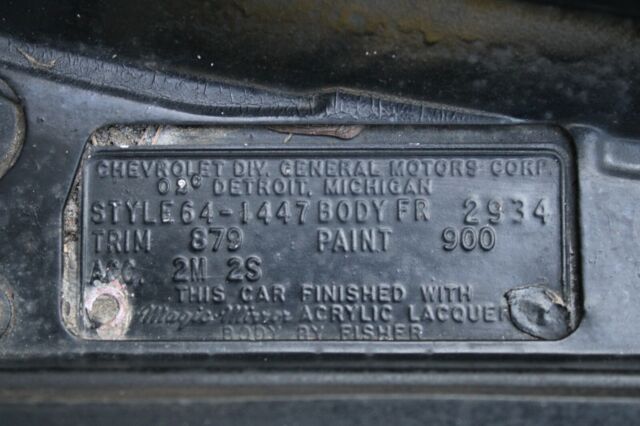 CHEVROLET DIV. GENERAL MOTORS CORP.
DETROIT, MICHIGAN
STYLE 64-1447 BODY FR 2934
TRIM 879 PAINT 900
ACC. 2M 2S
THIS CAR FINISHED WITH
Magic-Mirror ACRYLIC LACQUER
BODY BY FISHER